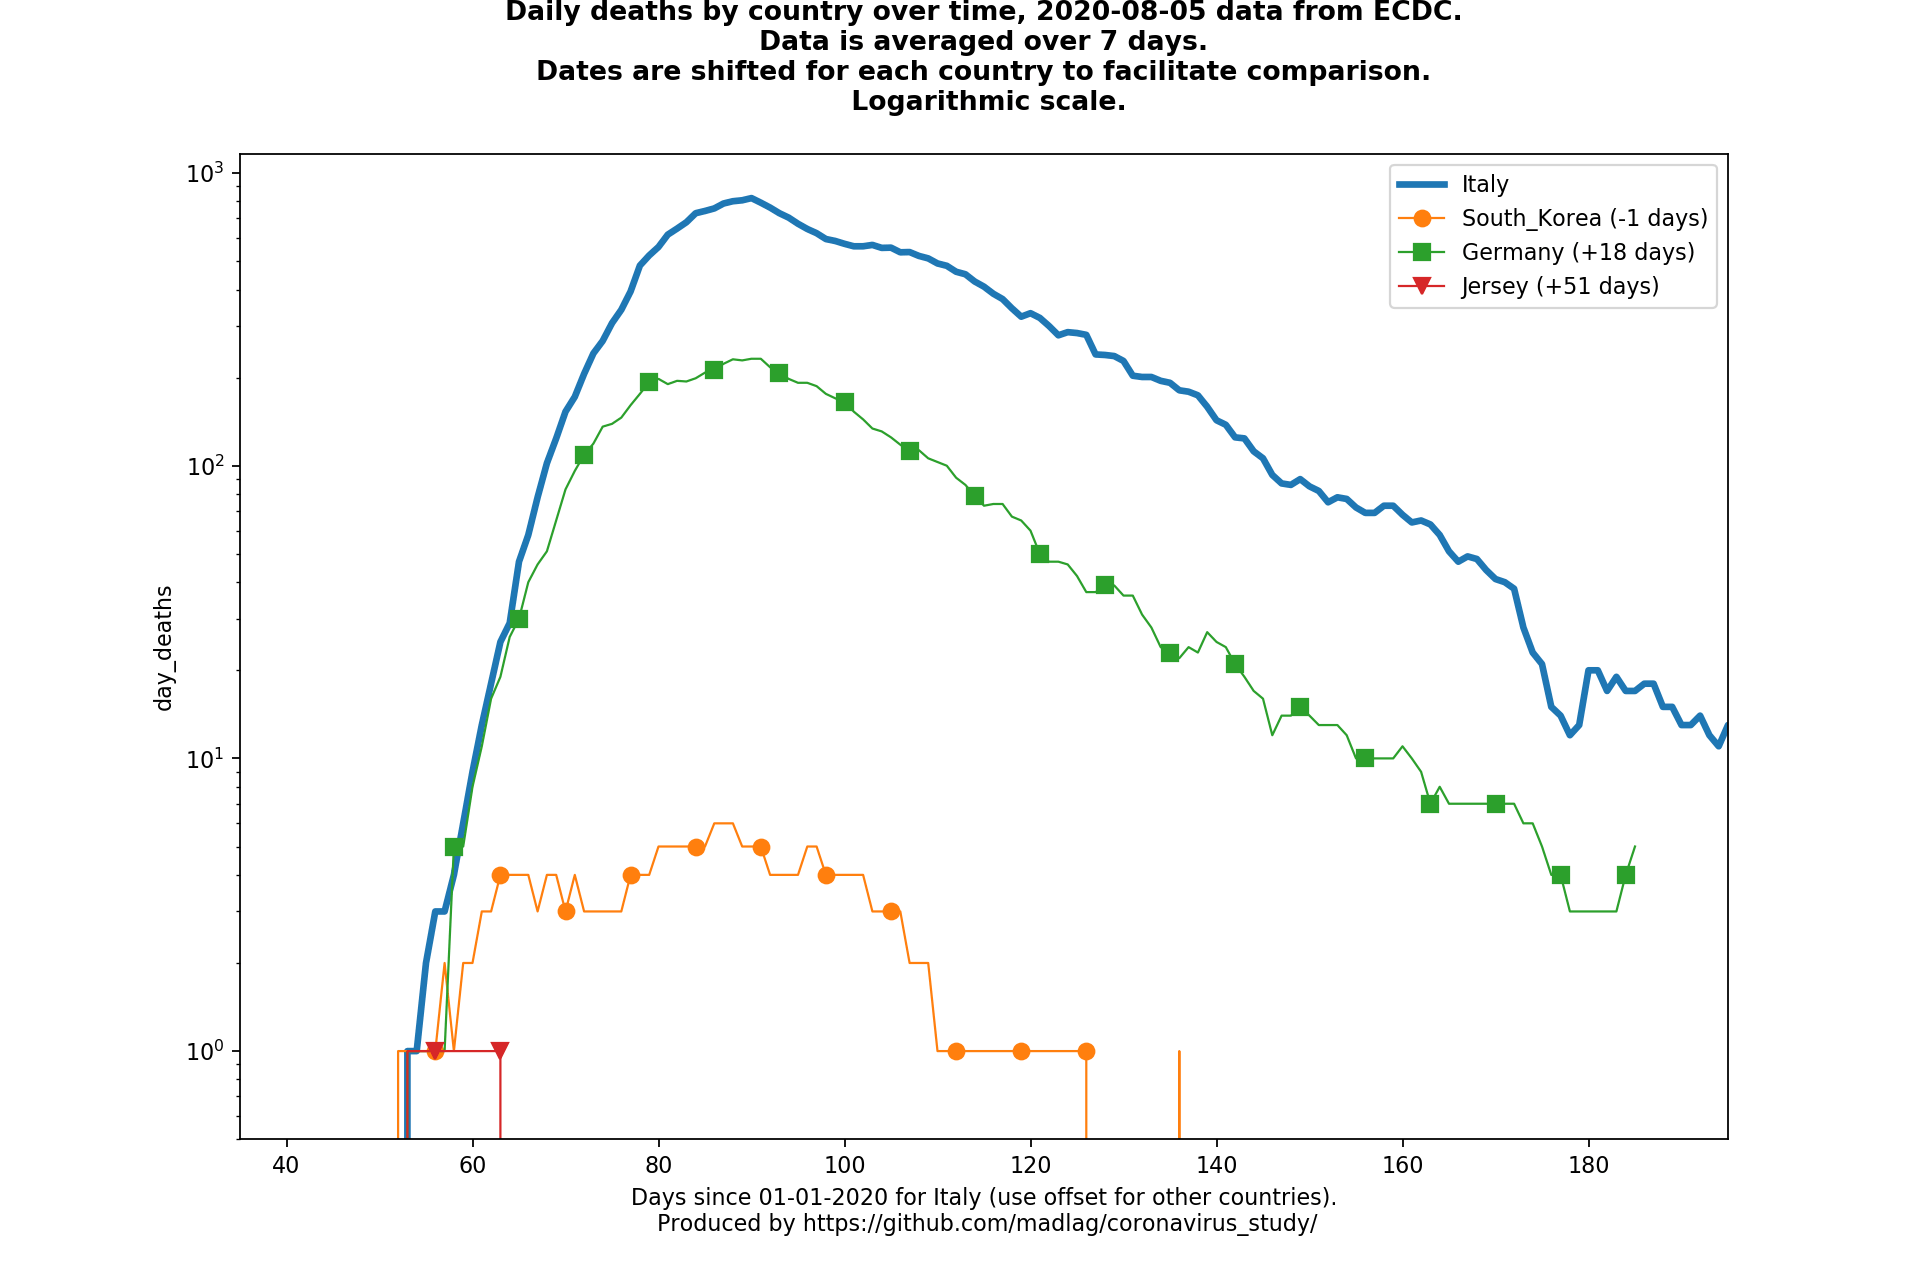 Daily deaths by country over time, 2020-08-05 data from ECDC.
Data is averaged over 7 days.
Dates are shifted for each country to facilitate comparison.
Logarithmic scale.
10³
10²
10¹
10⁰
day_deaths
Italy
South_Korea (-1 days)
Germany (+18 days)
Jersey (+51 days)
40 60 80 100 120 140 160 180
Days since 01-01-2020 for Italy (use offset for other countries).
Produced by https://github.com/madlag/coronavirus_study/